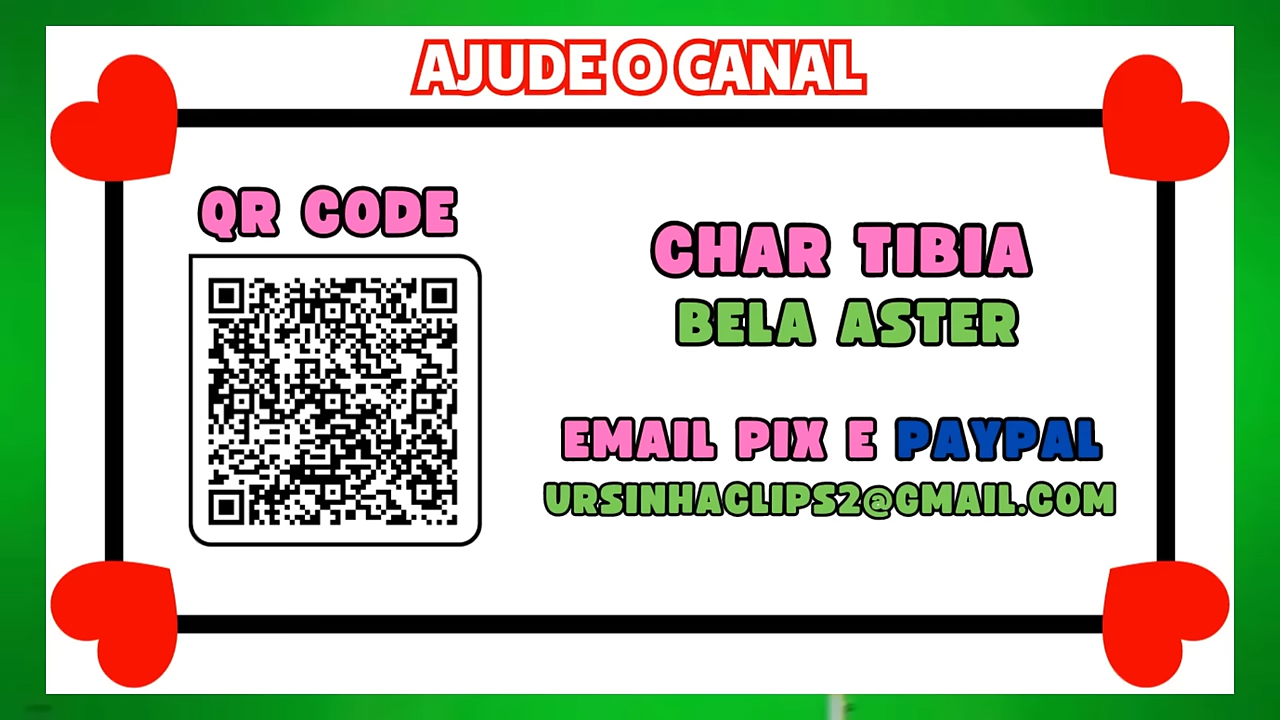 AJUDE O CANAL
QR CODE
CHAR TIBIA
BELA ASTER
EMAIL PIX E PAYPAL
URSINHACLIPS2@GMAIL.COM